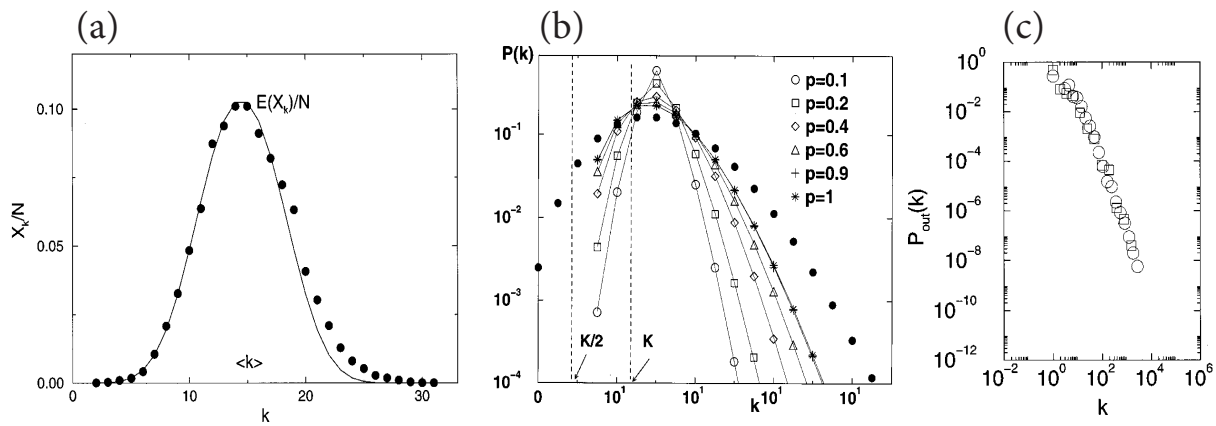 (a)
0.10
0.05
0.00
X_k/N
E(X_k)/N
<k>
0
10
20
30
k
(b)
P(k)
10^-1
10^-2
10^-3
10^-4
p=0.1
p=0.2
p=0.4
p=0.6
p=0.9
p=1
K/2
K
0
10^1
10^1
10^1
10^1
k
(c)
10^0
10^-2
10^-4
10^-6
10^-8
10^-10
10^-12
P_out(k)
10^-2
10^0
10^2
10^4
10^6
k